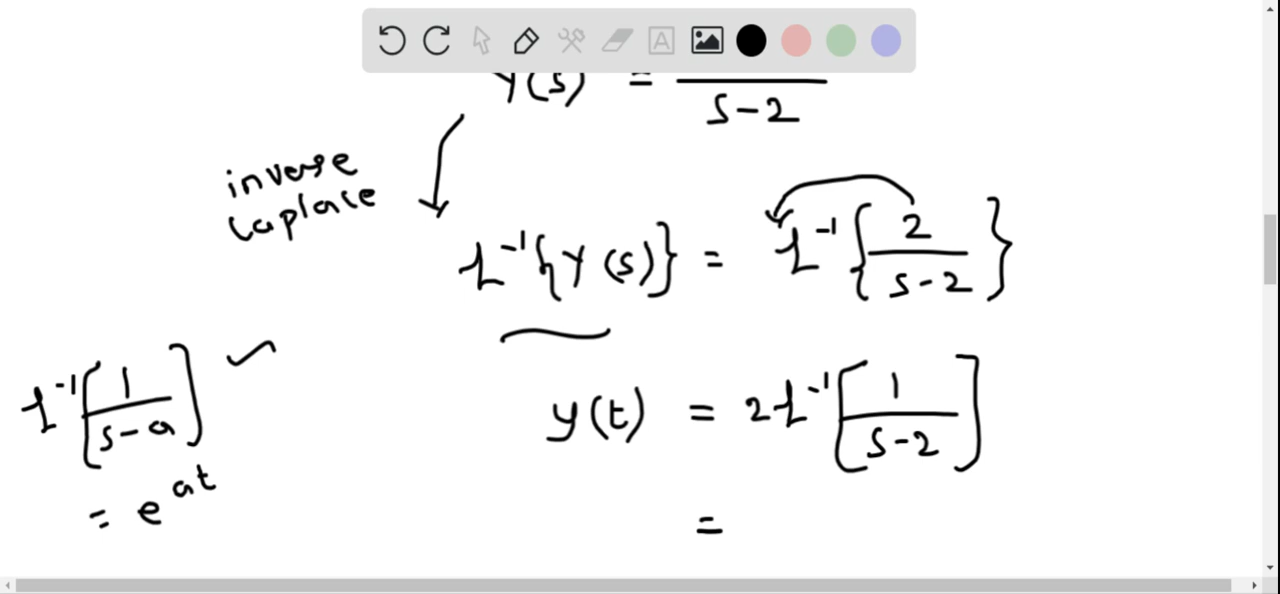 Y(s) = ／ s-2
inverse
laplace
L⁻¹{Y(s)} = L⁻¹{2/(s-2)}
L⁻¹[1/(s-a)]
= e^{at}
y(t) = 2L⁻¹[1/(s-2)]
=